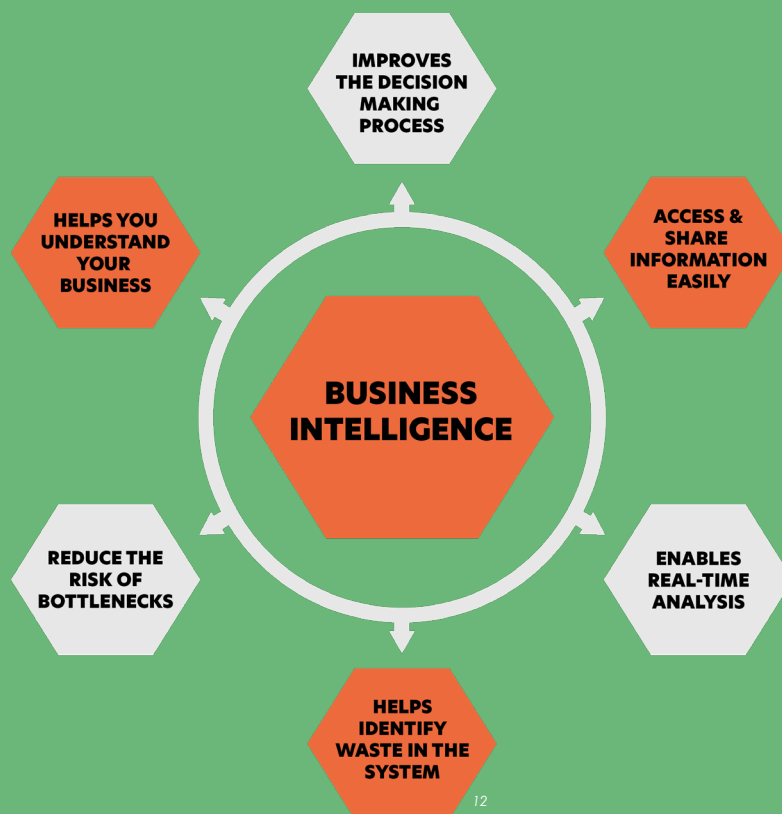 IMPROVES
THE DECISION
MAKING
PROCESS
HELPS YOU
UNDERSTAND
YOUR
BUSINESS
ACCESS &
SHARE
INFORMATION
EASILY
BUSINESS
INTELLIGENCE
REDUCE THE
RISK OF
BOTTLENECKS
ENABLES
REAL-TIME
ANALYSIS
HELPS
IDENTIFY
WASTE IN THE
SYSTEM
12